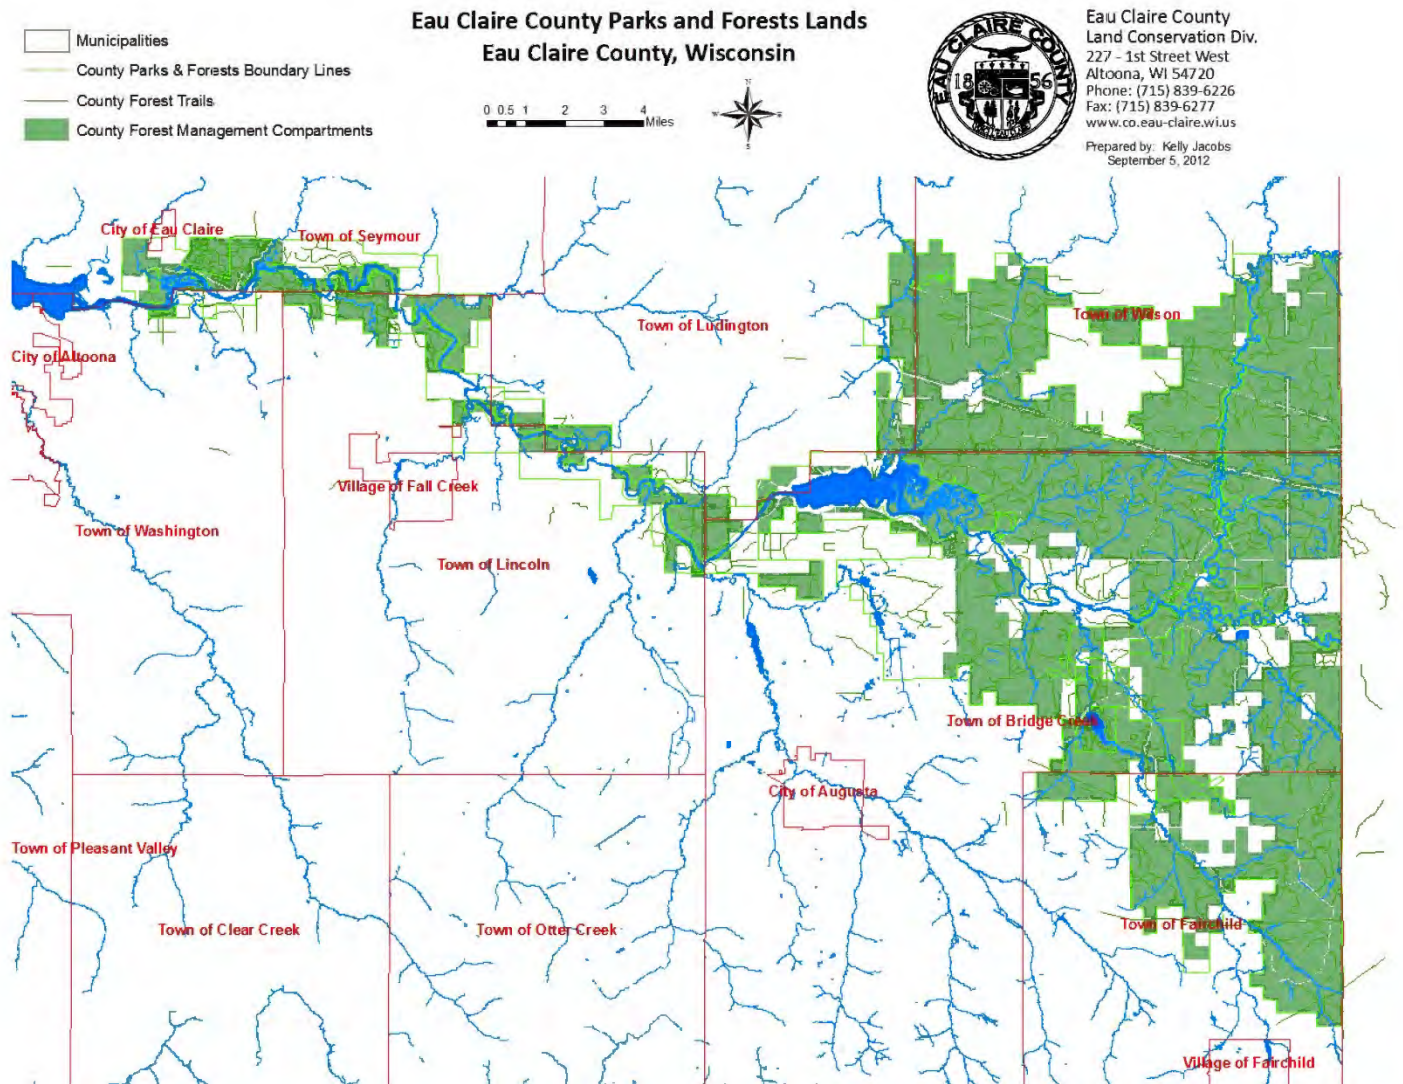 Eau Claire County Parks and Forests Lands
Eau Claire County, Wisconsin
Municipalities
County Parks & Forests Boundary Lines
County Forest Trails
County Forest Management Compartments
0 0.5 1 2 3 4
Miles
N
W
E
S
EAU CLAIRE COUNTY
18 56
Eau Claire County
Land Conservation Div.
227 - 1st Street West
Altoona, WI 54720
Phone: (715) 839-6226
Fax: (715) 839-6277
www.co.eau-claire.wi.us
Prepared by: Kelly Jacobs
September 5, 2012
City of Eau Claire
Town of Seymour
Town of Wilson
Town of Ludington
City of Altoona
Village of Fall Creek
Town of Washington
Town of Lincoln
Town of Bridge Creek
City of Augusta
Town of Pleasant Valley
Town of Clear Creek
Town of Otter Creek
Town of Fairchild
Village of Fairchild